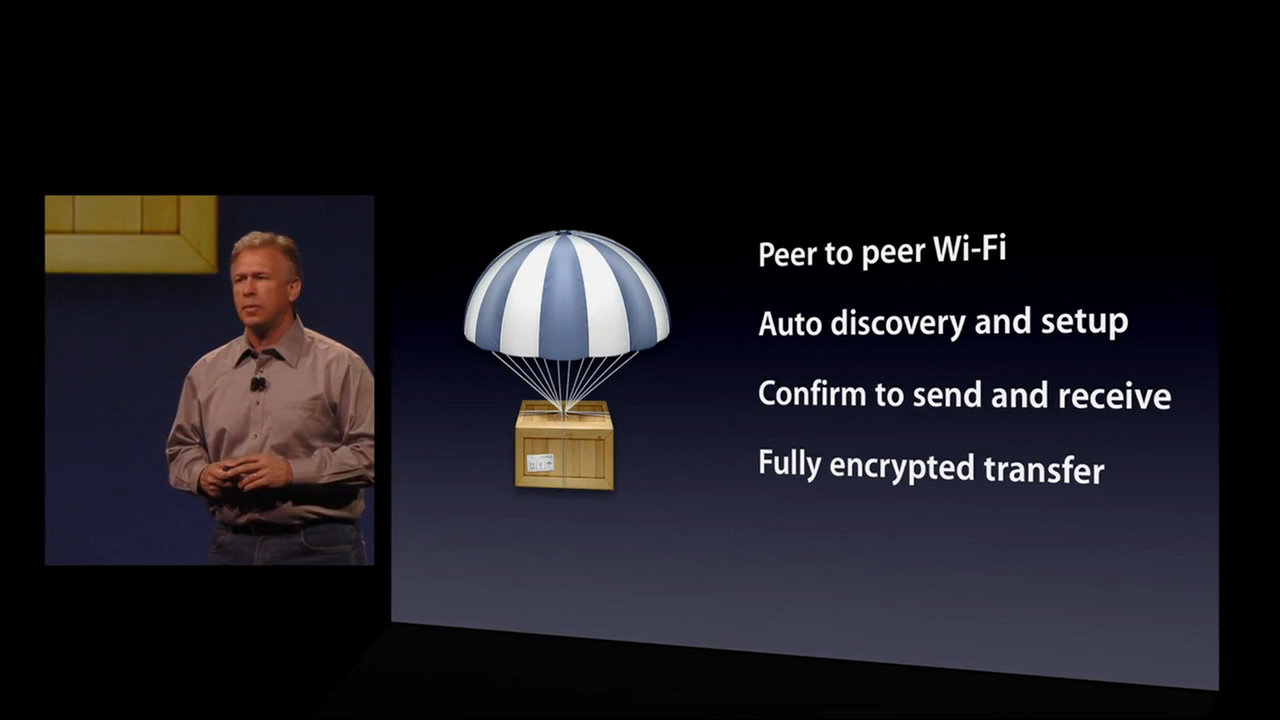 Peer to peer Wi-Fi
Auto discovery and setup
Confirm to send and receive
Fully encrypted transfer